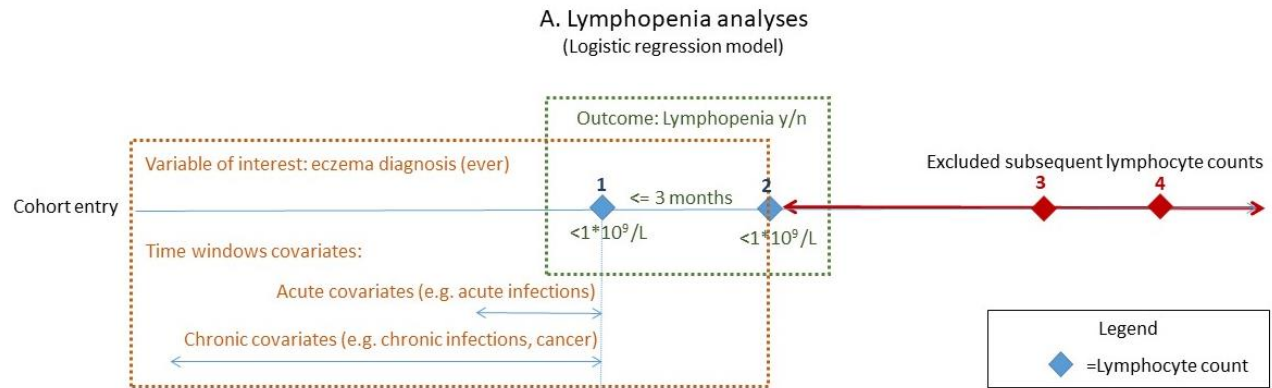 A. Lymphopenia analyses
(Logistic regression model)
Outcome: Lymphopenia y/n
Variable of interest: eczema diagnosis (ever)
Excluded subsequent lymphocyte counts
1
<= 3 months
2
3
4
Cohort entry
<1*10⁹/L
<1*10⁹/L
Time windows covariates:
Acute covariates (e.g. acute infections)
Chronic covariates (e.g. chronic infections, cancer)
Legend
=Lymphocyte count